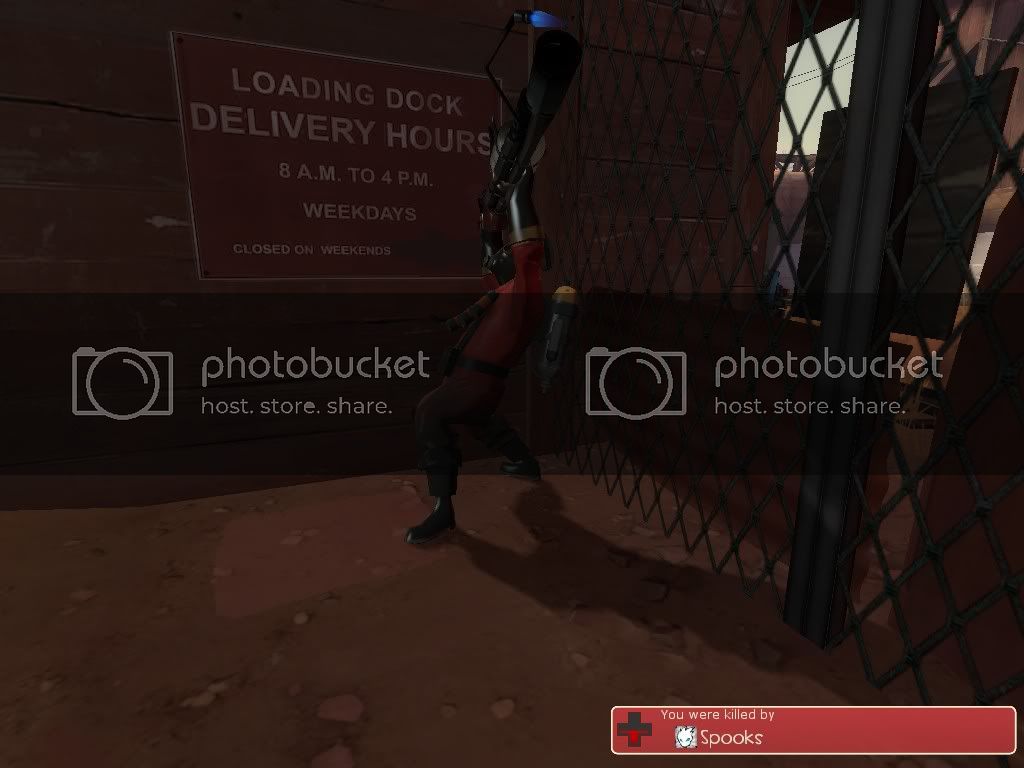 LOADING DOCK
DELIVERY HOURS
8 A.M. TO 4 P.M.
WEEKDAYS
CLOSED ON WEEKENDS
photobucket
host. store. share.
photobucket
host. store. share.
You were killed by
Spooks